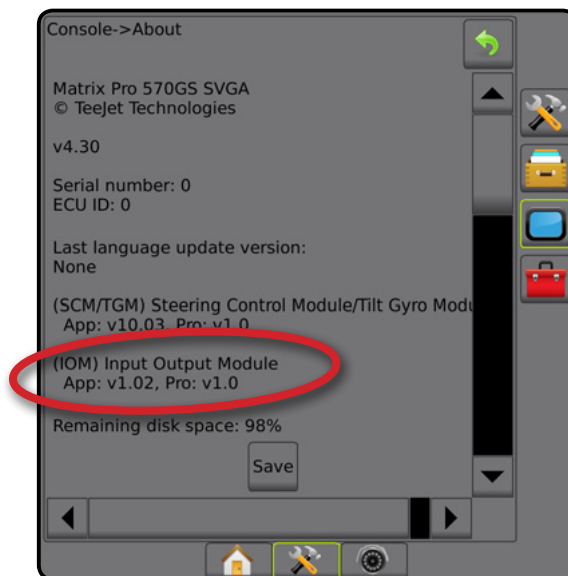 Console->About
Matrix Pro 570GS SVGA
© TeeJet Technologies
v4.30
Serial number: 0
ECU ID: 0
Last language update version:
None
(SCM/TGM) Steering Control Module/Tilt Gyro Modu
App: v10.03, Pro: v1.0
(IOM) Input Output Module
App: v1.02, Pro: v1.0
Remaining disk space: 98%
Save